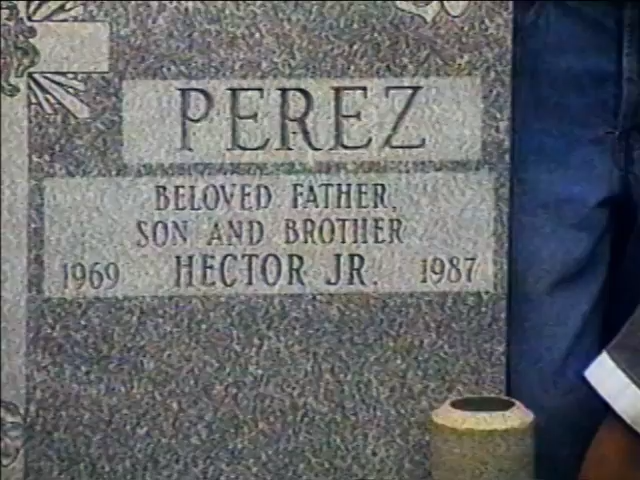 PEREZ
BELOVED FATHER,
SON AND BROTHER
1969 HECTOR JR. 1987